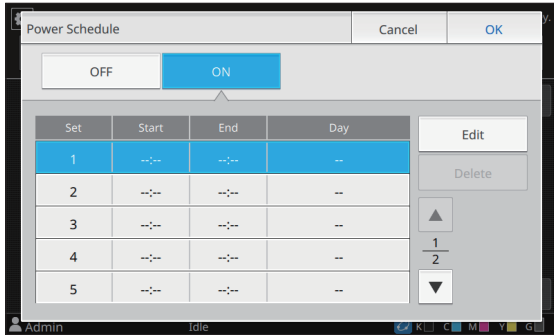 Power Schedule Cancel OK
OFF ON
Set Start End Day
Edit
1 --:-- --:-- --
Delete
2 --:-- --:-- --
3 --:-- --:-- --
4 --:-- --:-- --
1
2
5 --:-- --:-- --
Admin Idle K C M Y G